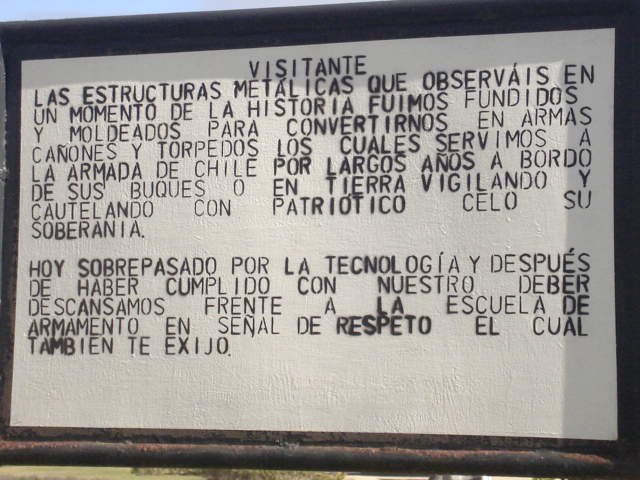 VISITANTE
LAS ESTRUCTURAS METÁLICAS QUE OBSERVÁIS EN
UN MOMENTO DE LA HISTORIA FUIMOS FUNDIDOS
Y MOLDEADOS PARA CONVERTIRNOS EN ARMAS
CAÑONES Y TORPEDOS LOS CUALES SERVIMOS A
LA ARMADA DE CHILE POR LARGOS AÑOS A BORDO
DE SUS BUQUES O EN TIERRA VIGILANDO Y
CAUTELANDO CON PATRIÓTICO CELO SU
SOBERANIA.
HOY SOBREPASADO POR LA TECNOLOGÍA Y DESPUÉS
DE HABER CUMPLIDO CON NUESTRO DEBER
DESCANSAMOS FRENTE A LA ESCUELA DE
ARMAMENTO EN SEÑAL DE RESPETO EL CUAL
TAMBIEN TE EXIJO.